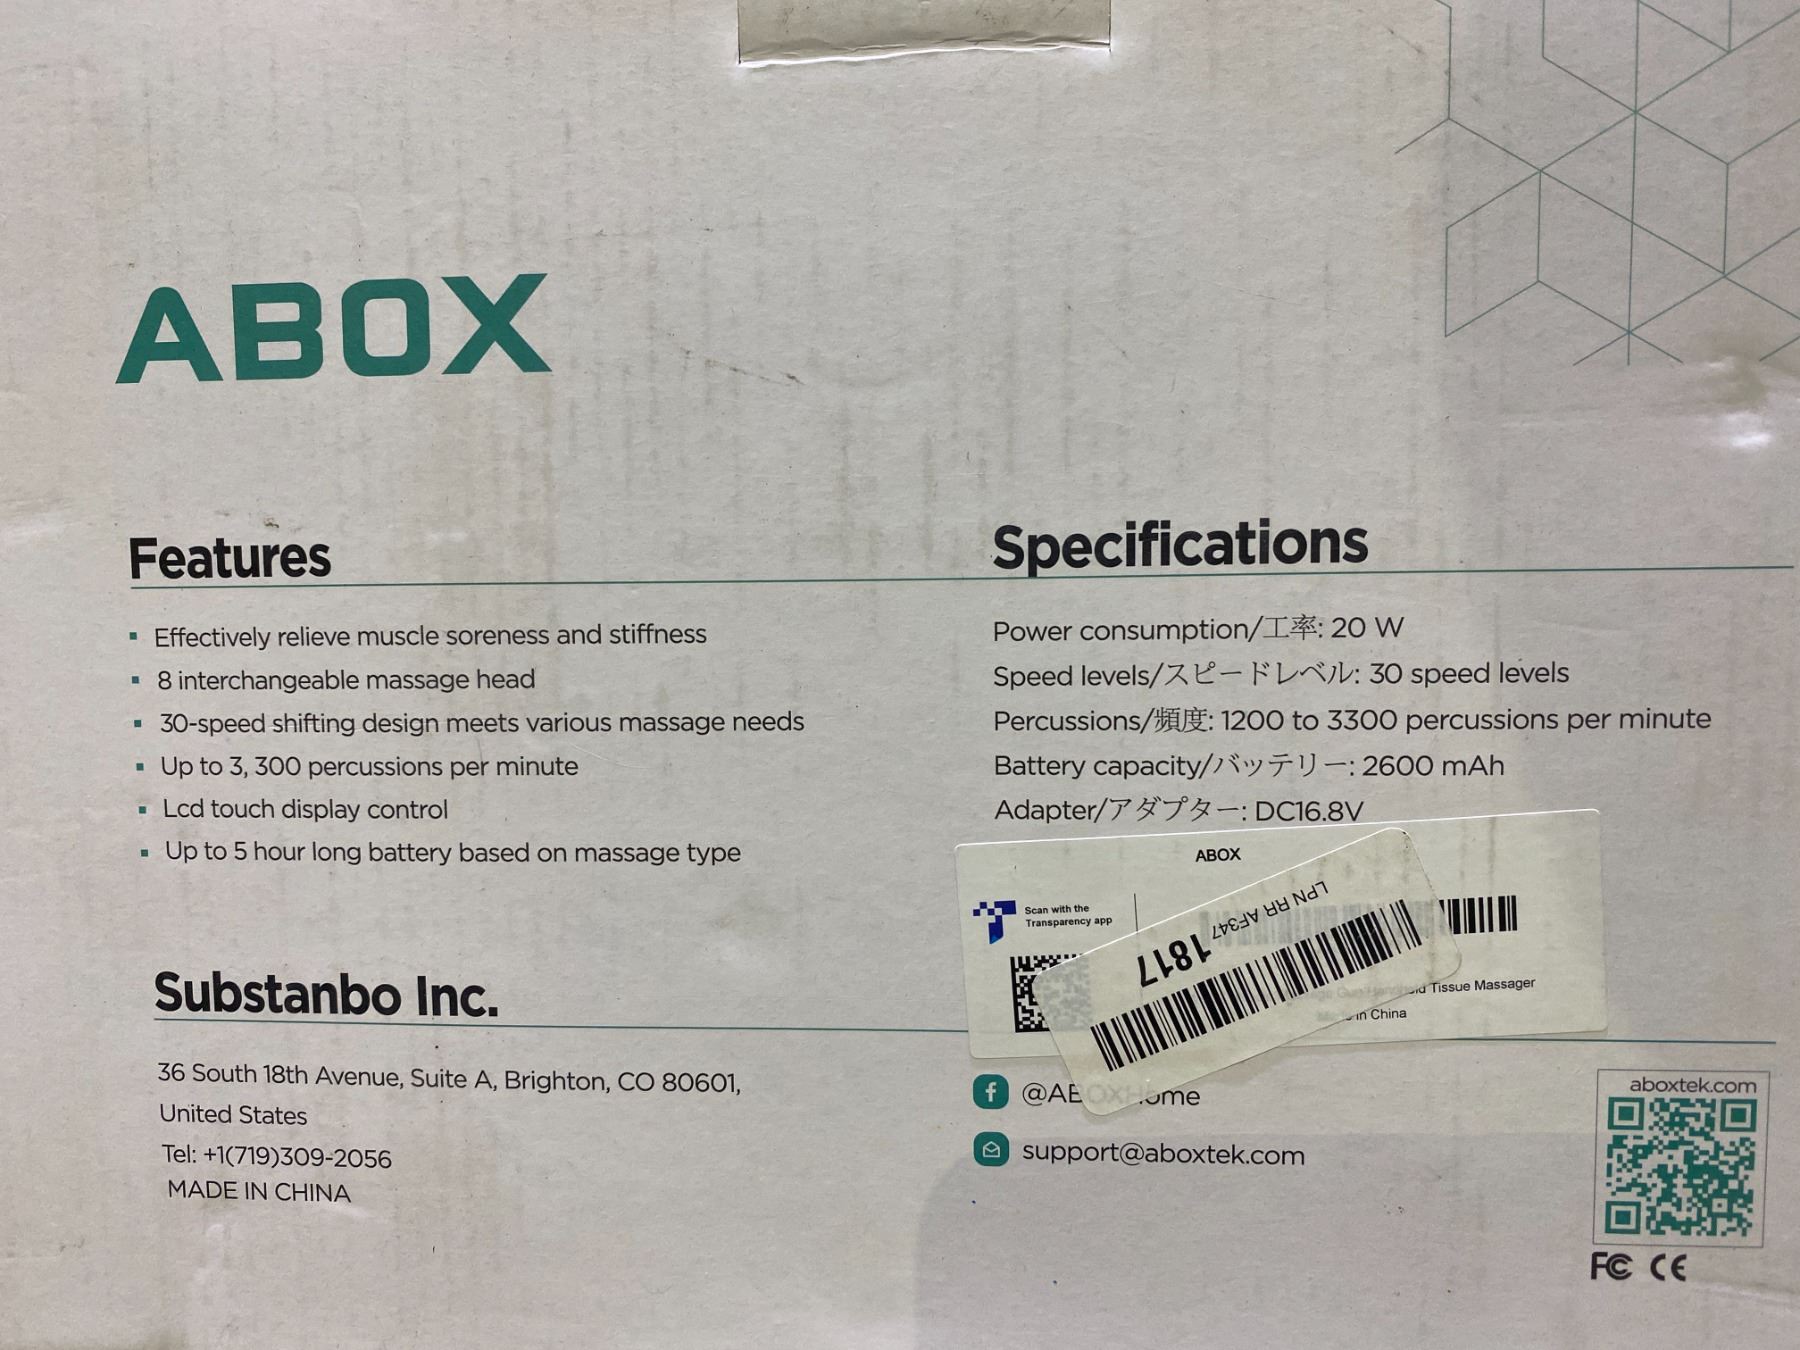 ABOX
Features
Effectively relieve muscle soreness and stiffness
8 interchangeable massage head
30-speed shifting design meets various massage needs
Up to 3, 300 percussions per minute
Lcd touch display control
Up to 5 hour long battery based on massage type
Specifications
Power consumption/工率: 20 W
Speed levels/スピードレベル: 30 speed levels
Percussions/頻度: 1200 to 3300 percussions per minute
Battery capacity/バッテリー: 2600 mAh
Adapter/アダプター: DC16.8V
ABOX
Scan with the
Transparency app
LPN RR AF347
1817
Tissue Massager
in China
Substanbo Inc.
36 South 18th Avenue, Suite A, Brighton, CO 80601,
United States
Tel: +1(719)309-2056
MADE IN CHINA
@ABOXHome
support@aboxtek.com
aboxtek.com
FC CE